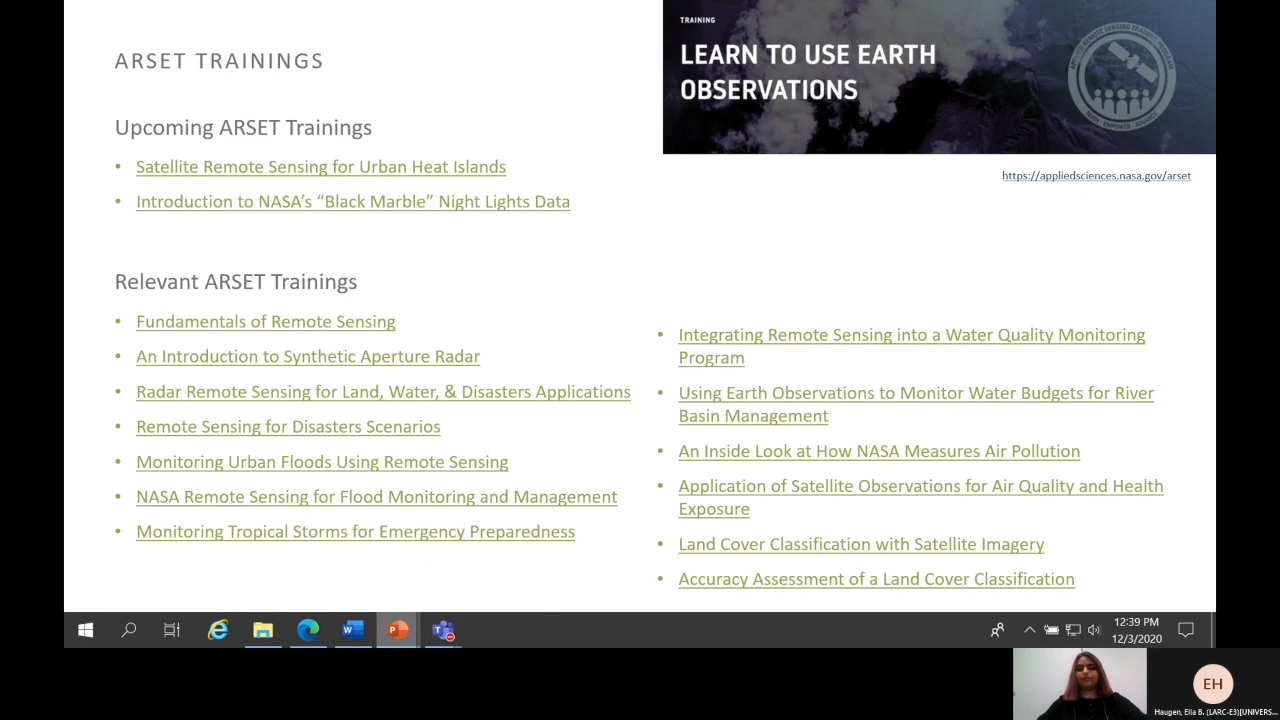 ARSET TRAININGS
TRAINING
LEARN TO USE EARTH
OBSERVATIONS
https://appliedsciences.nasa.gov/arset
Upcoming ARSET Trainings
• Satellite Remote Sensing for Urban Heat Islands
• Introduction to NASA’s “Black Marble” Night Lights Data
Relevant ARSET Trainings
• Fundamentals of Remote Sensing
• An Introduction to Synthetic Aperture Radar
• Radar Remote Sensing for Land, Water, & Disasters Applications
• Remote Sensing for Disasters Scenarios
• Monitoring Urban Floods Using Remote Sensing
• NASA Remote Sensing for Flood Monitoring and Management
• Monitoring Tropical Storms for Emergency Preparedness
• Integrating Remote Sensing into a Water Quality Monitoring
Program
• Using Earth Observations to Monitor Water Budgets for River
Basin Management
• An Inside Look at How NASA Measures Air Pollution
• Application of Satellite Observations for Air Quality and Health
Exposure
• Land Cover Classification with Satellite Imagery
• Accuracy Assessment of a Land Cover Classification
12:39 PM
12/3/2020
EH
Haugen, Ella B. (LARC-E3)[UNIVERS...